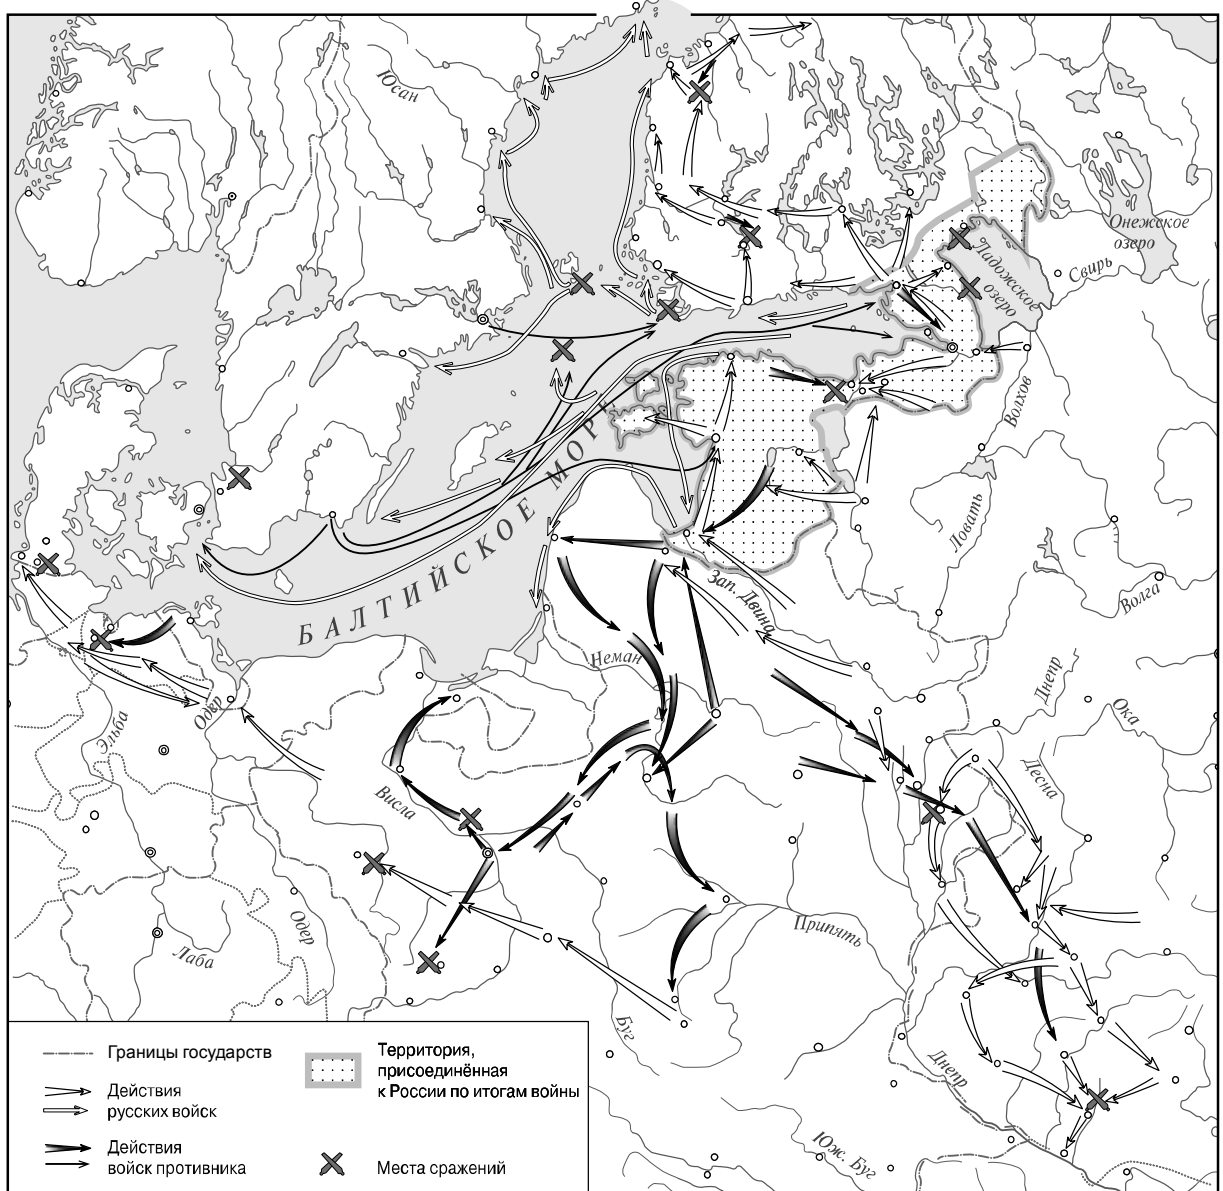 Юсан
Онежское
озеро
Свирь
Ладожское
озеро
Волхов
БАЛТИЙСКОЕ МОРЕ
Ловать
Зап. Двина
Волга
Неман
Днепр
Ока
Одер
Эльба
Десна
Висла
Одер
Припять
Лаба
Буг
Днепр
Юж. Буг
Границы государств
Действия
русских войск
Действия
войск противника
Территория,
присоединённая
к России по итогам войны
Места сражений